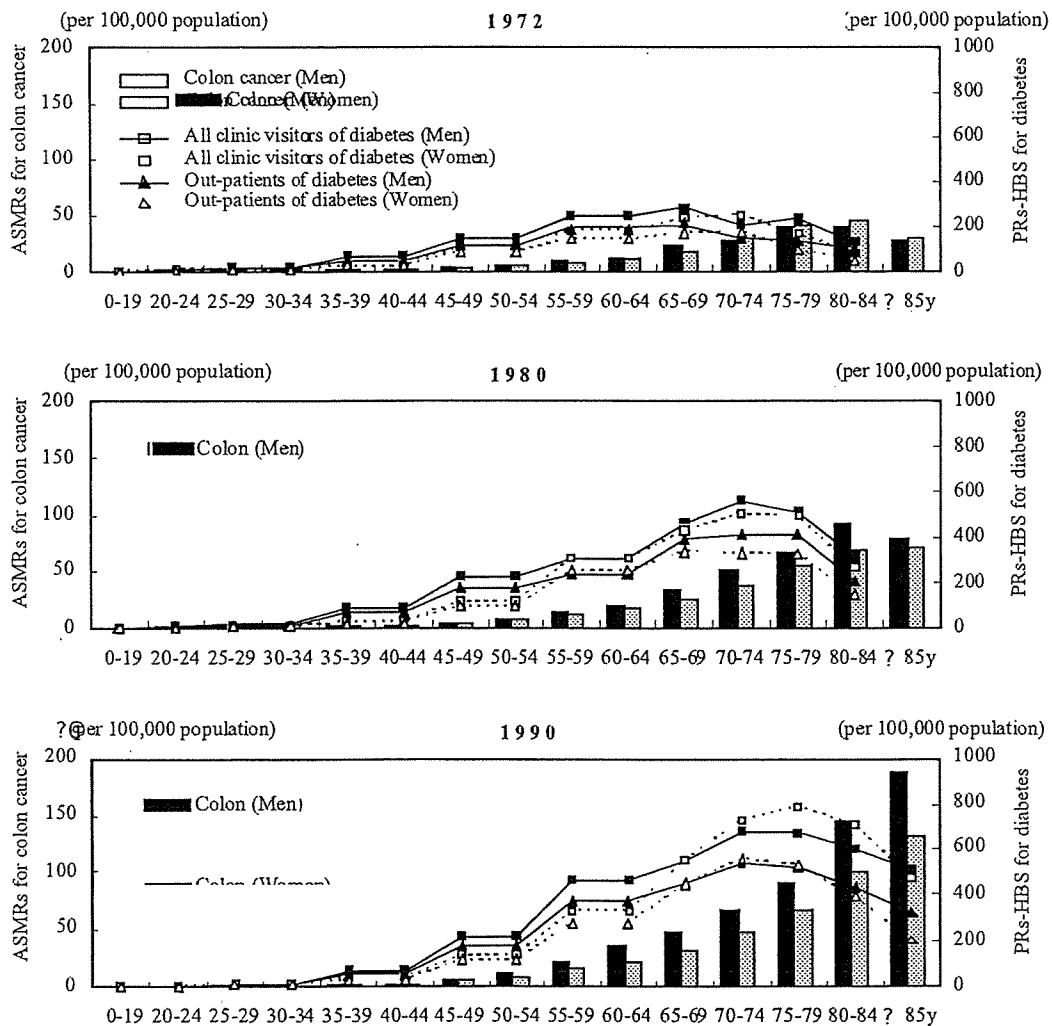 (per 100,000 population) 1972 (per 100,000 population)
ASMRs for colon cancer
200
150
100
50
0
Colon cancer (Men)
Colon cancer (Women)
All clinic visitors of diabetes (Men)
All clinic visitors of diabetes (Women)
Out-patients of diabetes (Men)
Out-patients of diabetes (Women)
1000
800
600
400
200
0
PRs-HBS for diabetes
0-19 20-24 25-29 30-34 35-39 40-44 45-49 50-54 55-59 60-64 65-69 70-74 75-79 80-84 ? 85y
(per 100,000 population) 1980 (per 100,000 population)
ASMRs for colon cancer
200
150
100
50
0
Colon (Men)
1000
800
600
400
200
0
PRs-HBS for diabetes
0-19 20-24 25-29 30-34 35-39 40-44 45-49 50-54 55-59 60-64 65-69 70-74 75-79 80-84 ? 85y
?@(per 100,000 population) 1990 (per 100,000 population)
ASMRs for colon cancer
200
150
100
50
0
Colon (Men)
Colon (Women)
1000
800
600
400
200
0
PRs-HBS for diabetes
0-19 20-24 25-29 30-34 35-39 40-44 45-49 50-54 55-59 60-64 65-69 70-74 75-79 80-84 ? 85y